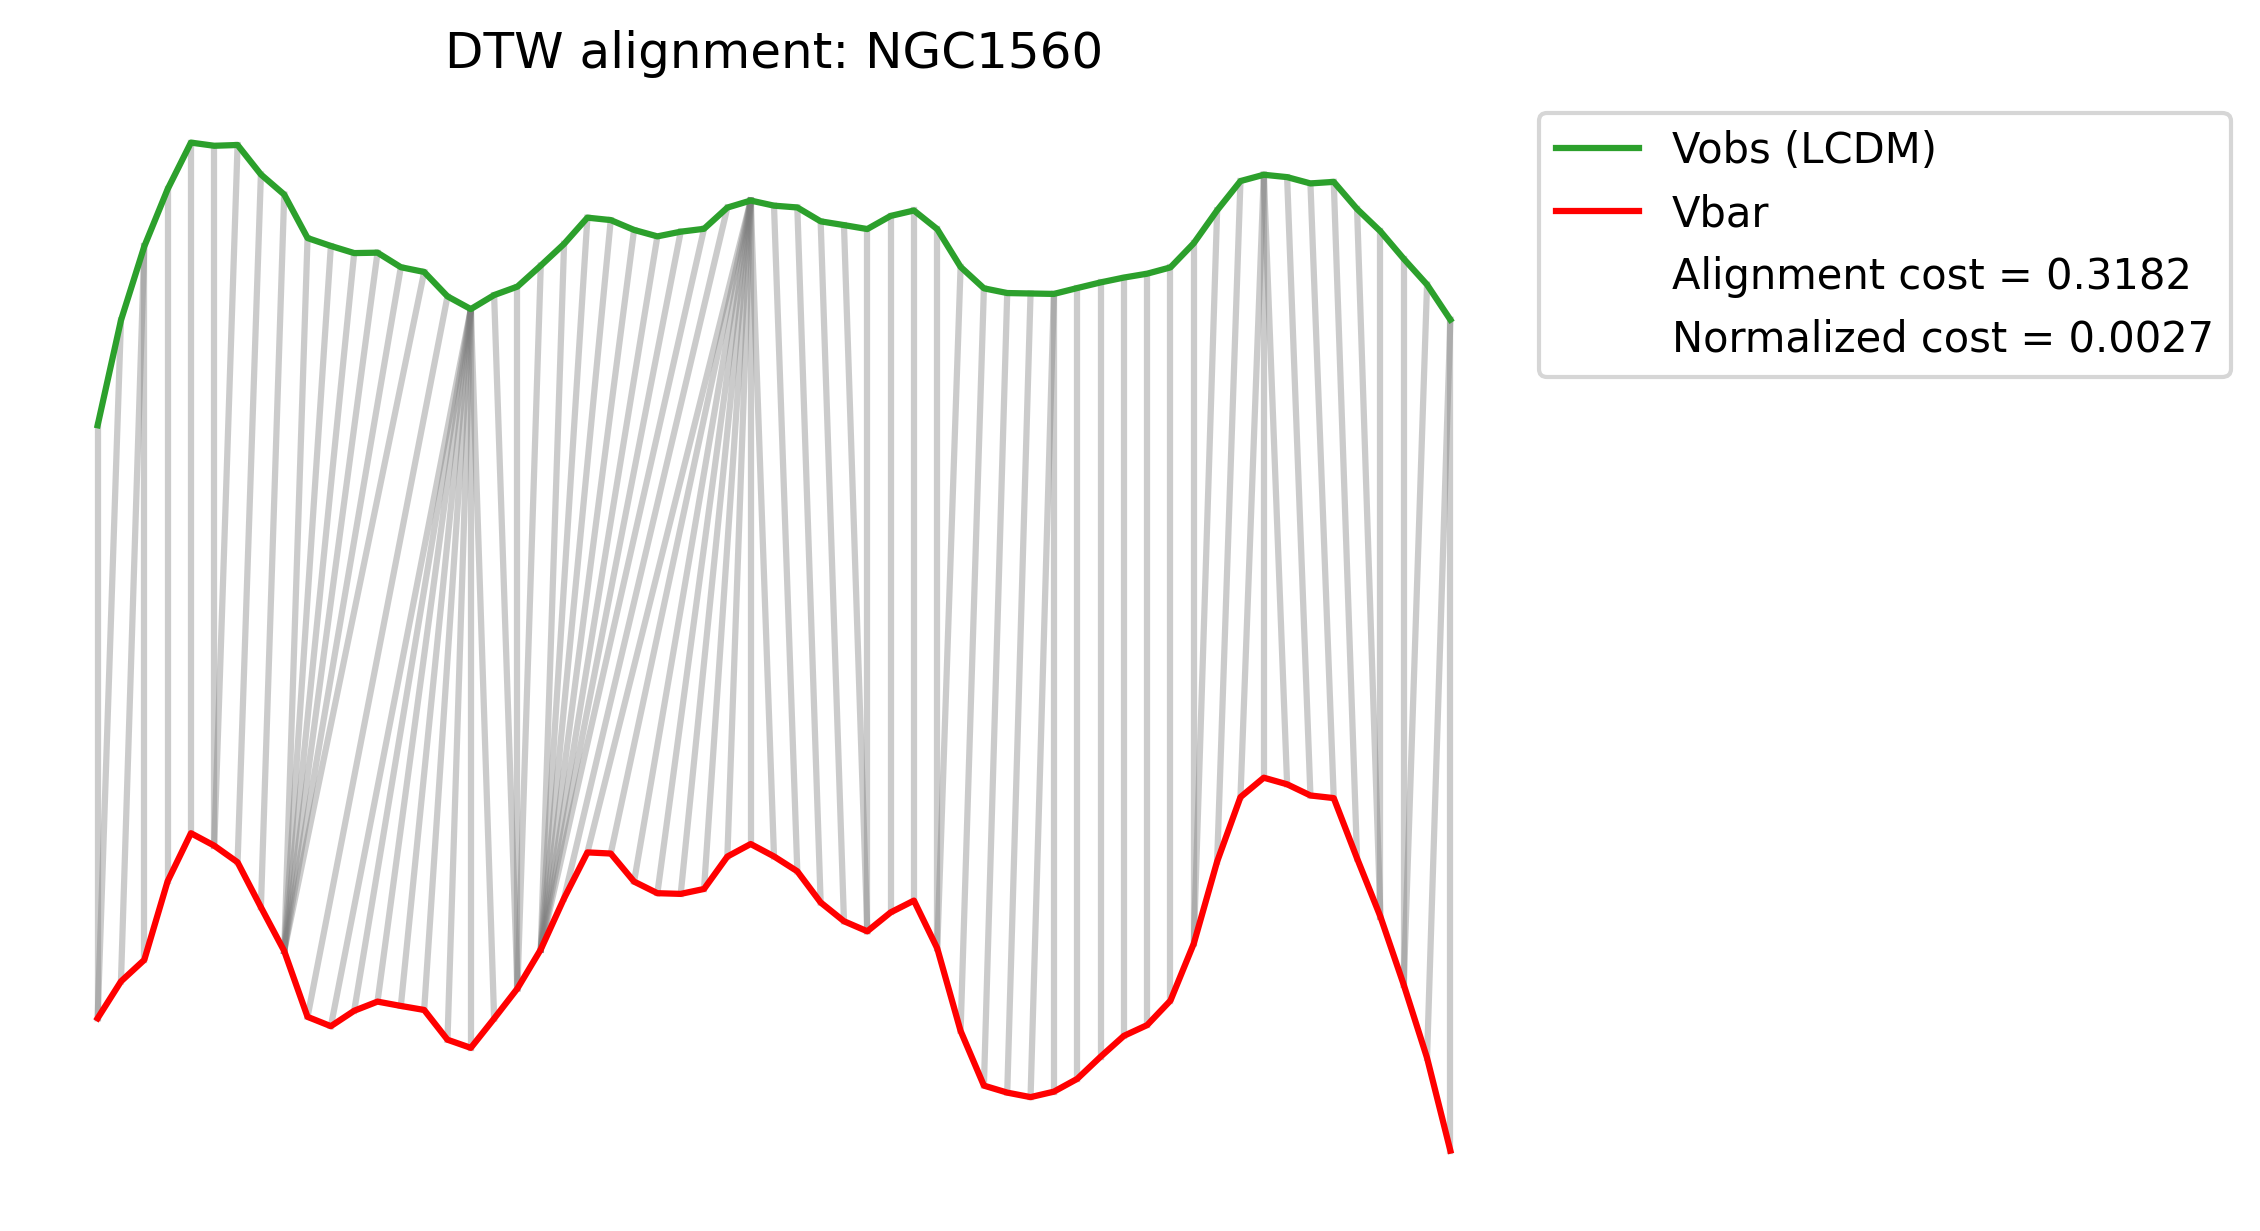 DTW alignment: NGC1560
Vobs (LCDM)
Vbar
Alignment cost = 0.3182
Normalized cost = 0.0027